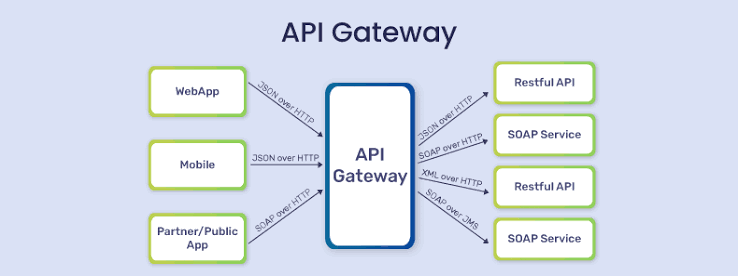 API Gateway
WebApp
JSON over HTTP
Mobile
JSON over HTTP
Partner/Public
App
SOAP over HTTP
API
Gateway
JSON over HTTP
Restful API
SOAP over HTTP
SOAP Service
XML over HTTP
Restful API
SOAP over JMS
SOAP Service